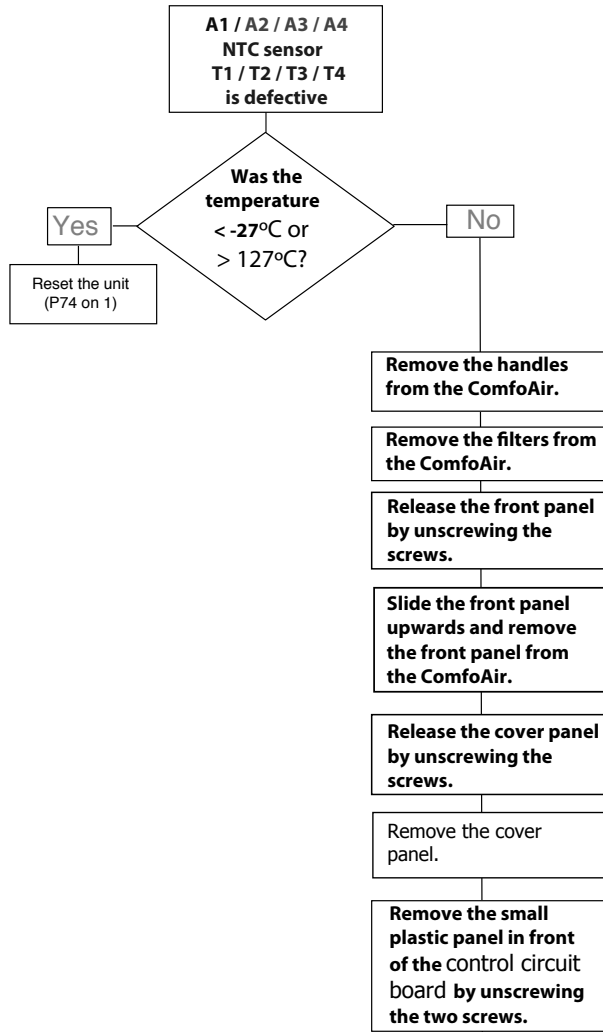 A1 / A2 / A3 / A4
NTC sensor
T1 / T2 / T3 / T4
is defective
Was the
temperature
< -27ºC or
> 127ºC?
Yes
No
Reset the unit
(P74 on 1)
Remove the handles
from the ComfoAir.
Remove the filters from
the ComfoAir.
Release the front panel
by unscrewing the
screws.
Slide the front panel
upwards and remove
the front panel from
the ComfoAir.
Release the cover panel
by unscrewing the
screws.
Remove the cover
panel.
Remove the small
plastic panel in front
of the control circuit
board by unscrewing
the two screws.